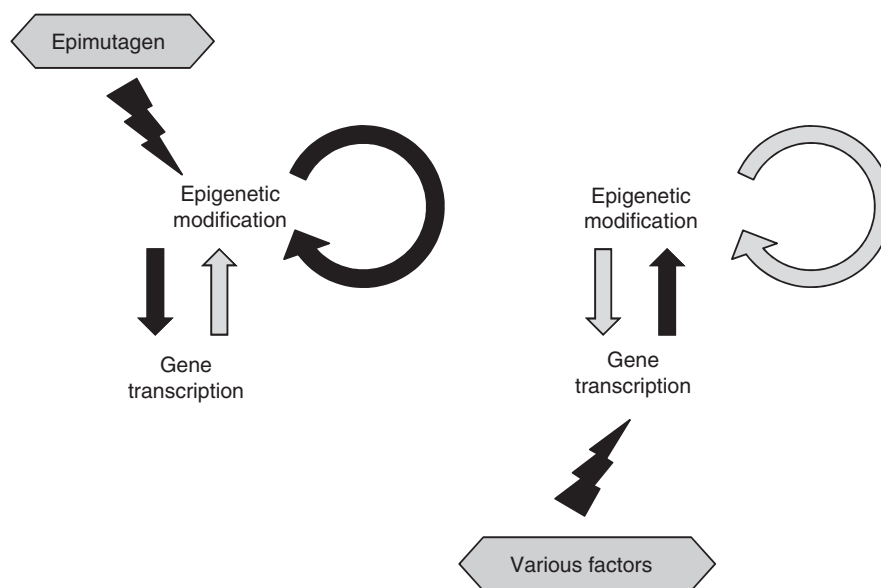 Epimutagen
Epigenetic
modification
Gene
transcription
Epigenetic
modification
Gene
transcription
Various factors